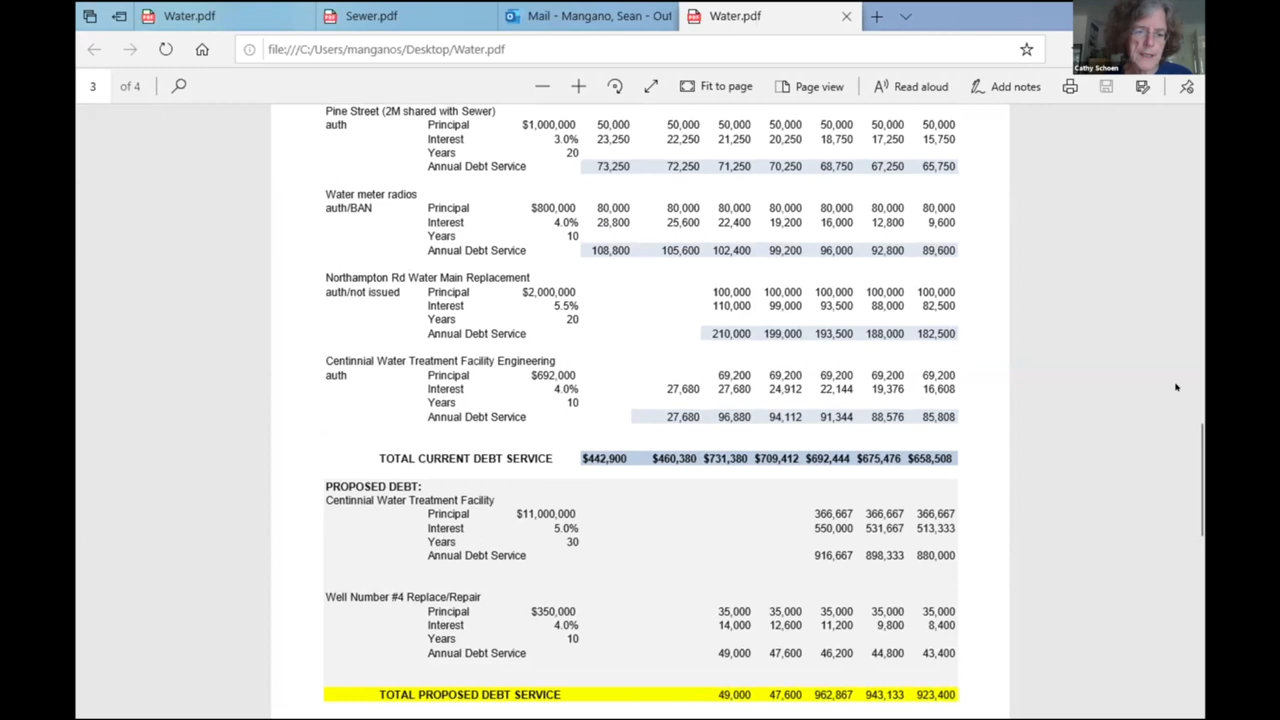 Water.pdf
Sewer.pdf
Mail - Mangano, Sean - Out
Water.pdf
file:///C:/Users/manganos/Desktop/Water.pdf
3 of 4
Fit to page
Page view
Read aloud
Add notes
Cathy Schoen
Pine Street (2M shared with Sewer)
auth Principal $1,000,000 50,000 50,000 50,000 50,000 50,000 50,000 50,000
Interest 3.0% 23,250 22,250 21,250 20,250 18,750 17,250 15,750
Years 20
Annual Debt Service 73,250 72,250 71,250 70,250 68,750 67,250 65,750
Water meter radios
auth/BAN Principal $800,000 80,000 80,000 80,000 80,000 80,000 80,000 80,000
Interest 4.0% 28,800 25,600 22,400 19,200 16,000 12,800 9,600
Years 10
Annual Debt Service 108,800 105,600 102,400 99,200 96,000 92,800 89,600
Northampton Rd Water Main Replacement
auth/not issued Principal $2,000,000 100,000 100,000 100,000 100,000 100,000
Interest 5.5% 110,000 99,000 93,500 88,000 82,500
Years 20
Annual Debt Service 210,000 199,000 193,500 188,000 182,500
Centinnial Water Treatment Facility Engineering
auth Principal $692,000 69,200 69,200 69,200 69,200 69,200
Interest 4.0% 27,680 27,680 24,912 22,144 19,376 16,608
Years 10
Annual Debt Service 27,680 96,880 94,112 91,344 88,576 85,808
TOTAL CURRENT DEBT SERVICE $442,900 $460,380 $731,380 $709,412 $692,444 $675,476 $658,508
PROPOSED DEBT:
Centinnial Water Treatment Facility
Principal $11,000,000 366,667 366,667 366,667
Interest 5.0% 550,000 531,667 513,333
Years 30
Annual Debt Service 916,667 898,333 880,000
Well Number #4 Replace/Repair
Principal $350,000 35,000 35,000 35,000 35,000 35,000
Interest 4.0% 14,000 12,600 11,200 9,800 8,400
Years 10
Annual Debt Service 49,000 47,600 46,200 44,800 43,400
TOTAL PROPOSED DEBT SERVICE 49,000 47,600 962,867 943,133 923,400